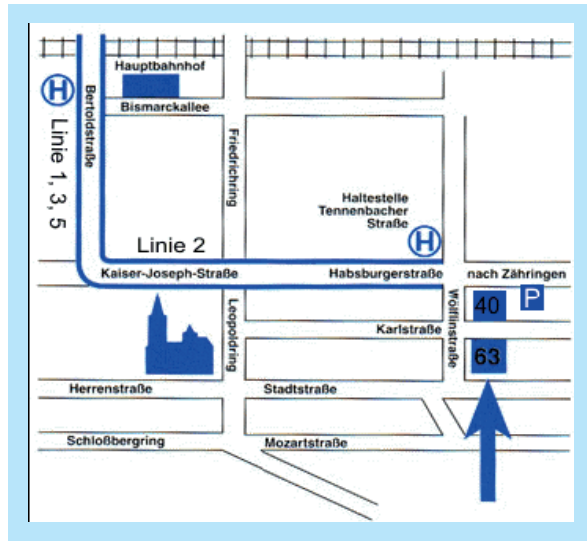 Hauptbahnhof
H
Bertoldstraße
Bismarckallee
Linie 1, 3, 5
Friedrichring
Haltestelle
Tennenbacher
Straße
H
Linie 2
Kaiser-Joseph-Straße
Habsburgerstraße
nach Zähringen
Leopoldring
Wölflinstraße
40
P
Karlstraße
63
Herrenstraße
Stadtstraße
Schloßbergring
Mozartstraße